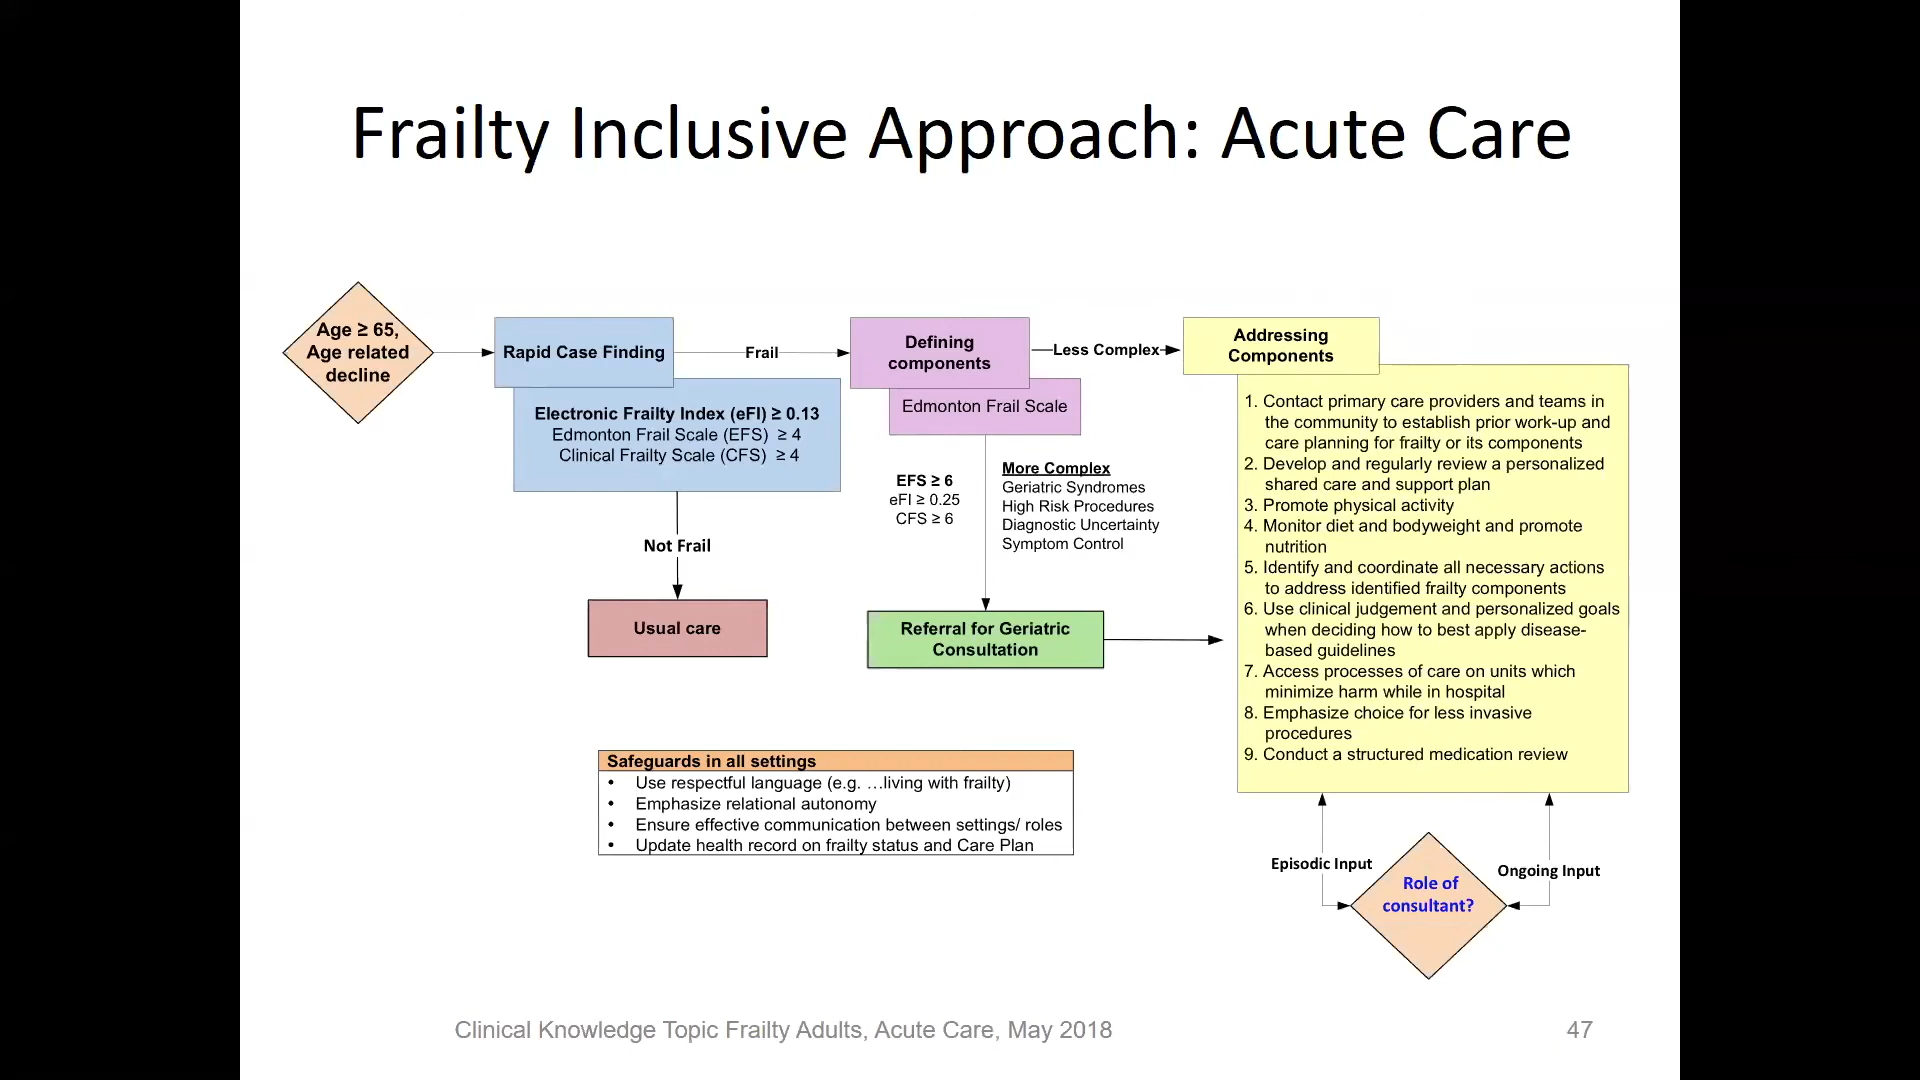 Frailty Inclusive Approach: Acute Care
Age ≥ 65,
Age related
decline
Rapid Case Finding
Electronic Frailty Index (eFI) ≥ 0.13
Edmonton Frail Scale (EFS) ≥ 4
Clinical Frailty Scale (CFS) ≥ 4
Not Frail
Usual care
Frail
Defining
components
Edmonton Frail Scale
EFS ≥ 6
eFI ≥ 0.25
CFS ≥ 6
More Complex
Geriatric Syndromes
High Risk Procedures
Diagnostic Uncertainty
Symptom Control
Referral for Geriatric
Consultation
Less Complex
Addressing
Components
1. Contact primary care providers and teams in
the community to establish prior work-up and
care planning for frailty or its components
2. Develop and regularly review a personalized
shared care and support plan
3. Promote physical activity
4. Monitor diet and bodyweight and promote
nutrition
5. Identify and coordinate all necessary actions
to address identified frailty components
6. Use clinical judgement and personalized goals
when deciding how to best apply disease-
based guidelines
7. Access processes of care on units which
minimize harm while in hospital
8. Emphasize choice for less invasive
procedures
9. Conduct a structured medication review
Safeguards in all settings
• Use respectful language (e.g. …living with frailty)
• Emphasize relational autonomy
• Ensure effective communication between settings/ roles
• Update health record on frailty status and Care Plan
Episodic Input
Role of
consultant?
Ongoing Input
Clinical Knowledge Topic Frailty Adults, Acute Care, May 2018
47